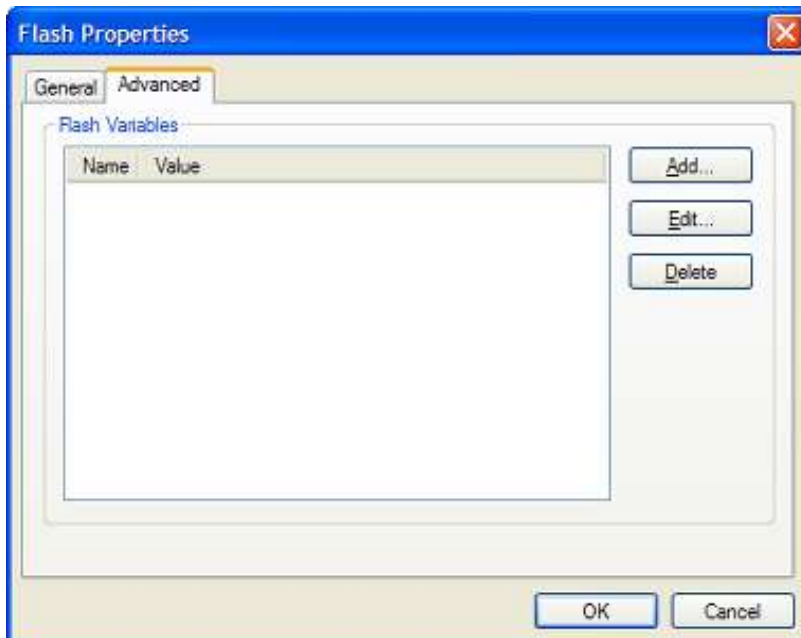 Flash Properties
General Advanced
Flash Variables
Name Value
Add...
Edit...
Delete
OK Cancel